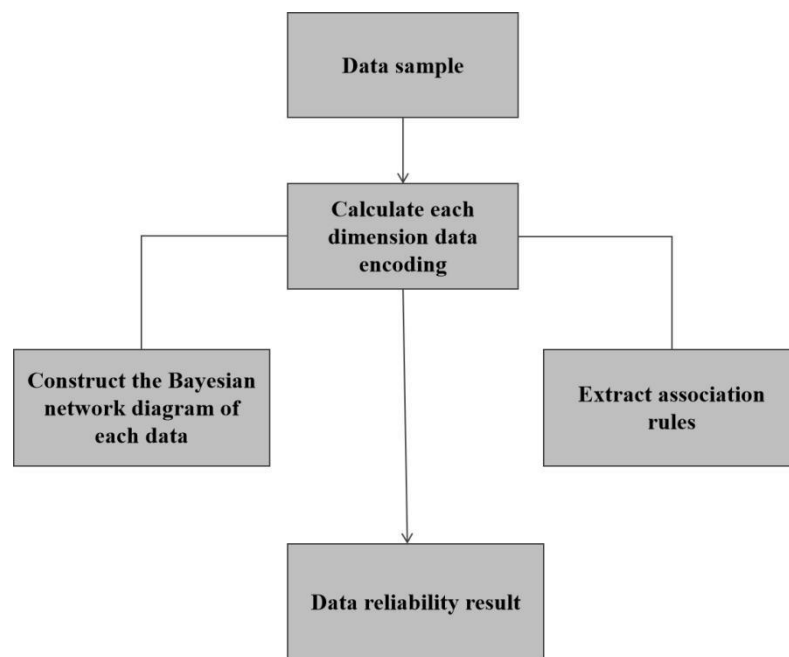 Data sample
Calculate each
dimension data
encoding
Construct the Bayesian
network diagram of
each data
Extract association
rules
Data reliability result